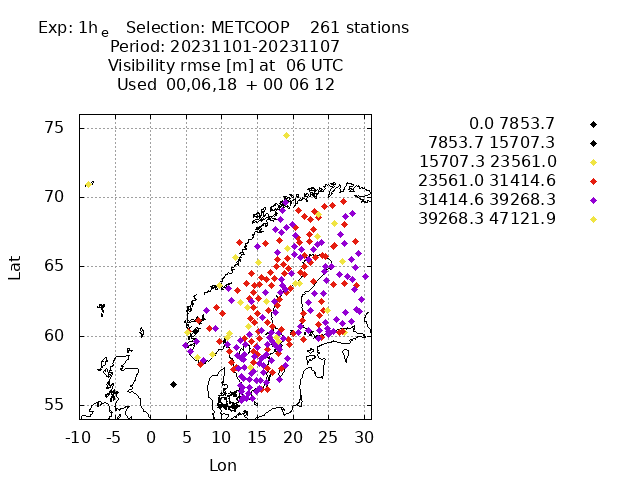 Exp: 1h e   Selection: METCOOP    261 stations
Period: 20231101-20231107
Visibility rmse [m] at  06 UTC
Used  00,06,18  + 00 06 12
0.0 7853.7
7853.7 15707.3
15707.3 23561.0
23561.0 31414.6
31414.6 39268.3
39268.3 47121.9
75
70
65
60
55
Lat
-10 -5 0 5 10 15 20 25 30
Lon